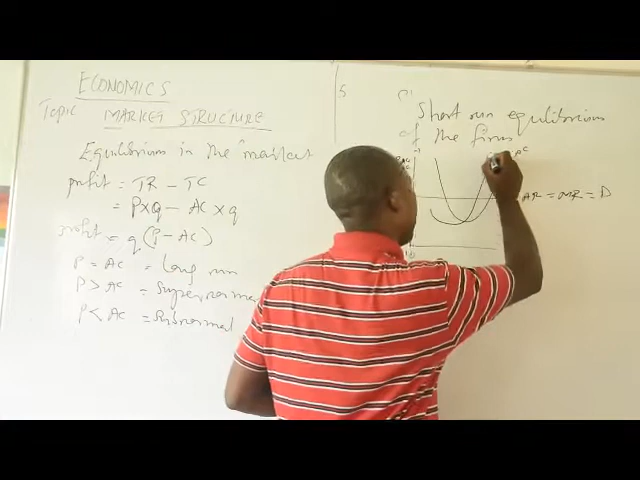 ECONOMICS
Topic MARKET STRUCTURE
Equilibrium in the market
profit = TR - TC
= PxQ - AC x q
profit = q (P - AC)
P = AC = Long run
P > AC = Supernormal
P < AC = Subnormal
5
Short run equilibrium
of the firm
AR = MR = D